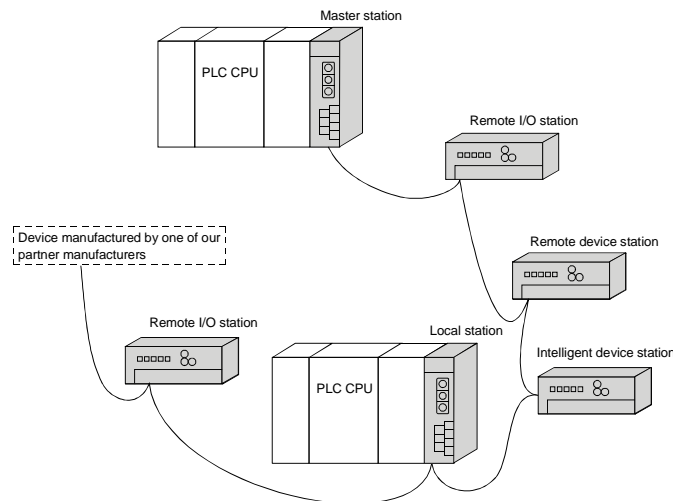 Master station
PLC CPU
Remote I/O station
Device manufactured by one of our
partner manufacturers
Remote device station
Remote I/O station
Local station
Intelligent device station
PLC CPU